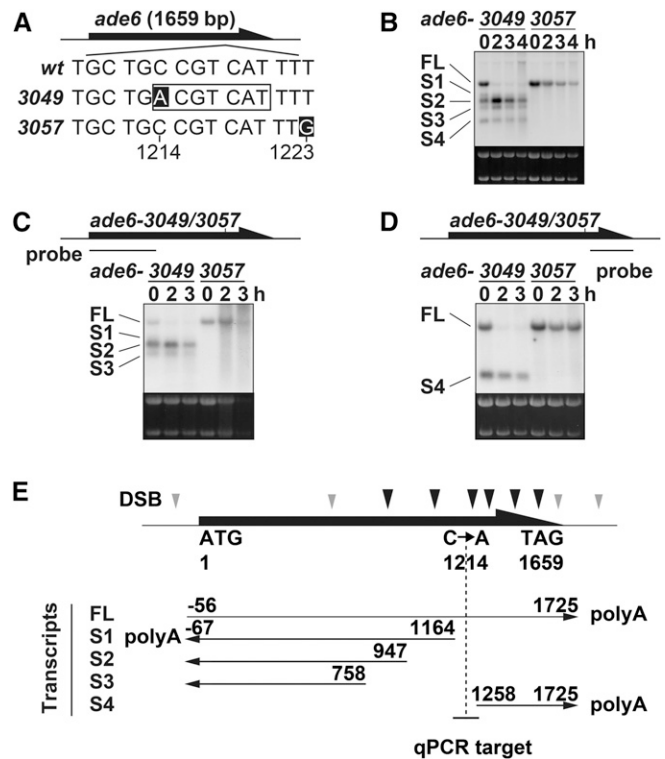 A
ade6 (1659 bp)
wt TGC TGC CGT CAT TTT
3049 TGC TGA CGT CAT TTT
3057 TGC TGC CGT CAT TTG
1214 1223
B
ade6- 3049 3057
0 2 3 4 0 2 3 4 h
FL
S1
S2
S3
S4
C
ade6-3049/3057
probe
ade6- 3049 3057
0 2 3 0 2 3 h
FL
S1
S2
S3
D
ade6-3049/3057
probe
ade6- 3049 3057
0 2 3 0 2 3 h
FL
S4
E
DSB
ATG C→A TAG
1 1214 1659
Transcripts
FL -56 1725 polyA
S1 polyA -67 1164
S2 947
S3 758
S4 1258 1725 polyA
qPCR target